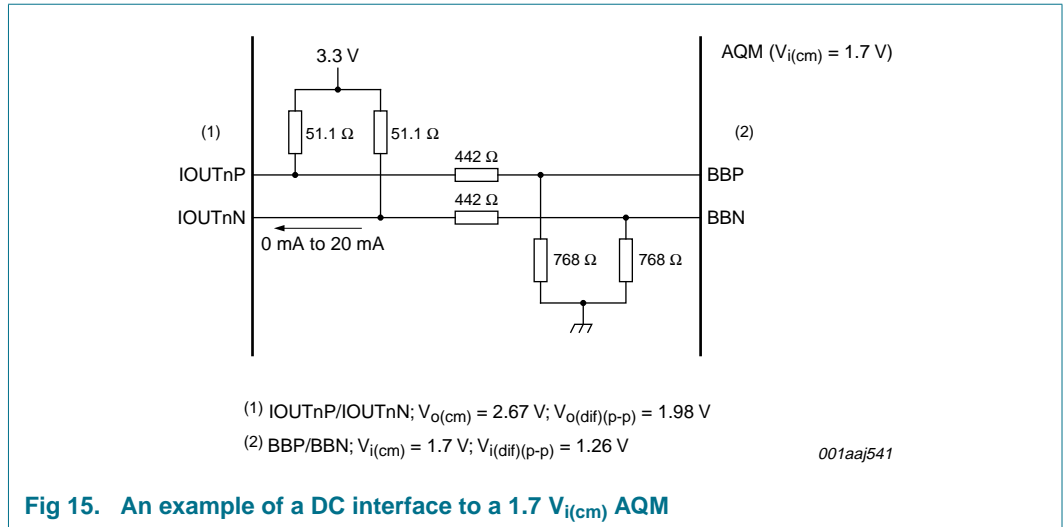 3.3 V
AQM (Vi(cm) = 1.7 V)
(1)
51.1 Ω
51.1 Ω
(2)
442 Ω
IOUTnP
BBP
442 Ω
IOUTnN
BBN
0 mA to 20 mA
768 Ω
768 Ω
(1) IOUTnP/IOUTnN; Vo(cm) = 2.67 V; Vo(dif)(p-p) = 1.98 V
(2) BBP/BBN; Vi(cm) = 1.7 V; Vi(dif)(p-p) = 1.26 V
001aaj541
Fig 15. An example of a DC interface to a 1.7 Vi(cm) AQM